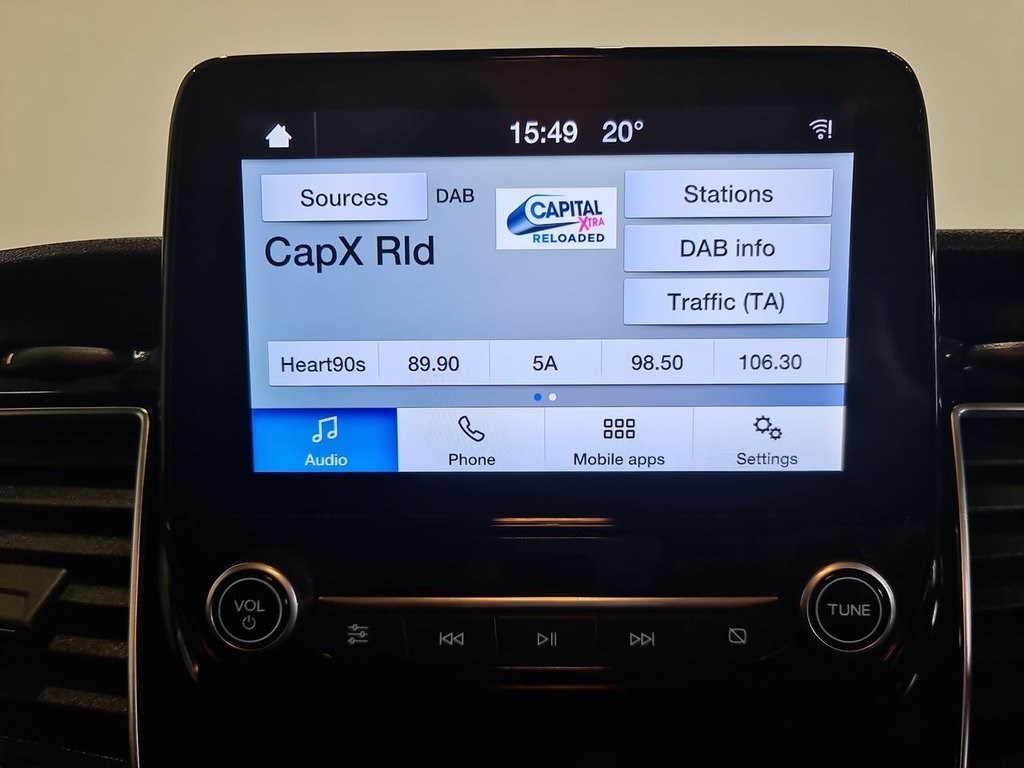 15:49 20°
Sources DAB
CAPITAL
XTRA
RELOADED
Stations
CapX Rld
DAB info
Traffic (TA)
Heart90s 89.90 5A 98.50 106.30
Audio Phone Mobile apps Settings
VOL
TUNE